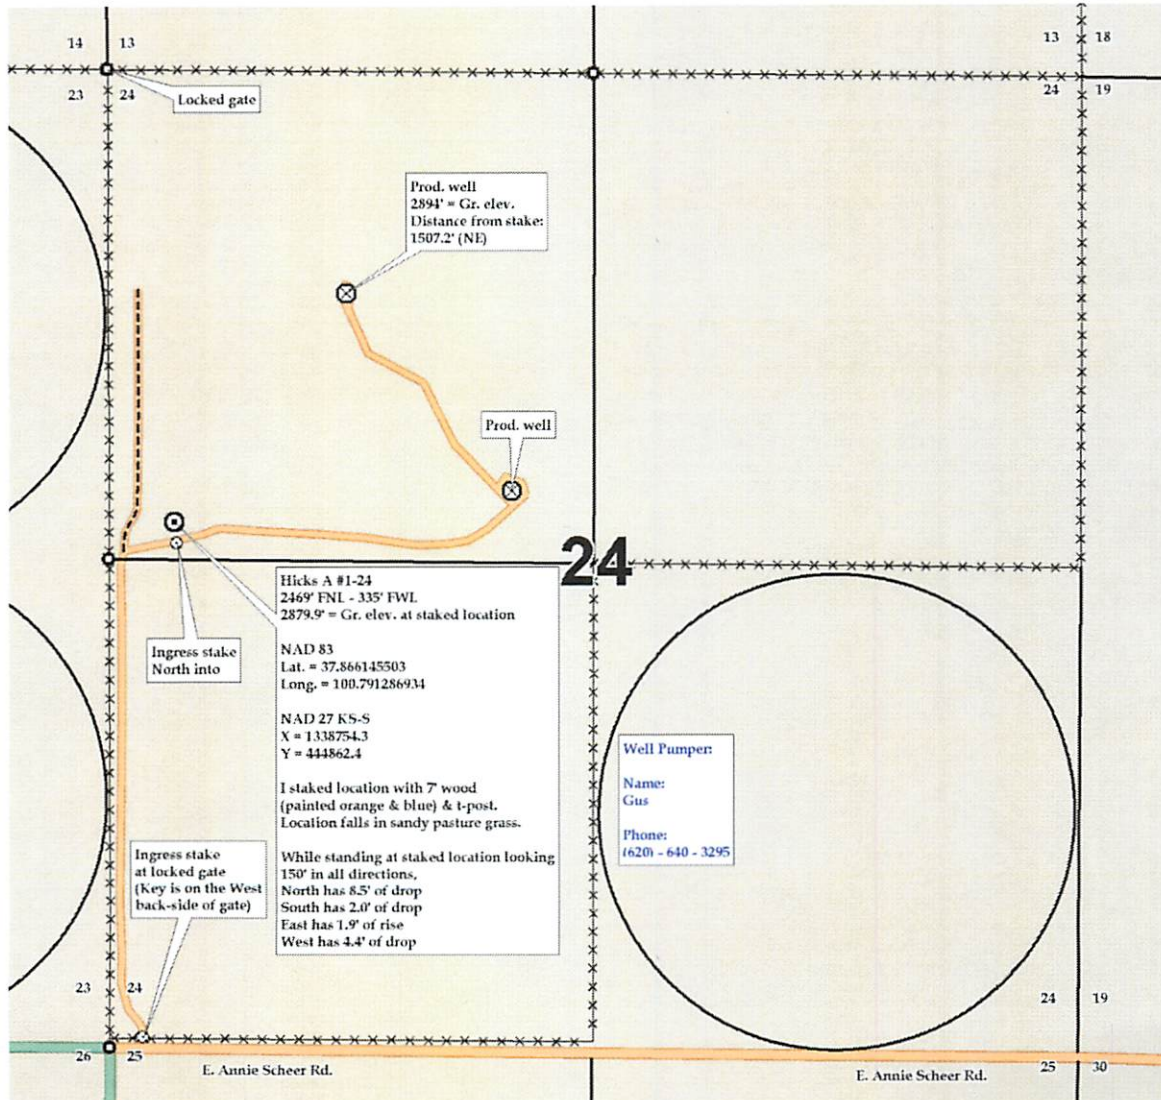 14 13
13 18
23 24
24 19
Locked gate
Prod. well
2894' = Gr. elev.
Distance from stake:
1507.2' (NE)
Prod. well
24
Hicks A #1-24
2469' FNL - 335' FWL
2879.9' = Gr. elev. at staked location
NAD 83
Lat. = 37.866145503
Long. = 100.791286934
NAD 27 KS-S
X = 1338754.3
Y = 444862.4
I staked location with 7' wood
(painted orange & blue) & t-post.
Location falls in sandy pasture grass.
While standing at staked location looking
150' in all directions,
North has 8.5' of drop
South has 2.0' of drop
East has 1.9' of rise
West has 4.4' of drop
Ingress stake
North into
Well Pumper:
Name:
Gus
Phone:
(620) - 640 - 3295
Ingress stake
at locked gate
(Key is on the West
back-side of gate)
23 24
24 19
26 25
25 30
E. Annie Scheer Rd.
E. Annie Scheer Rd.